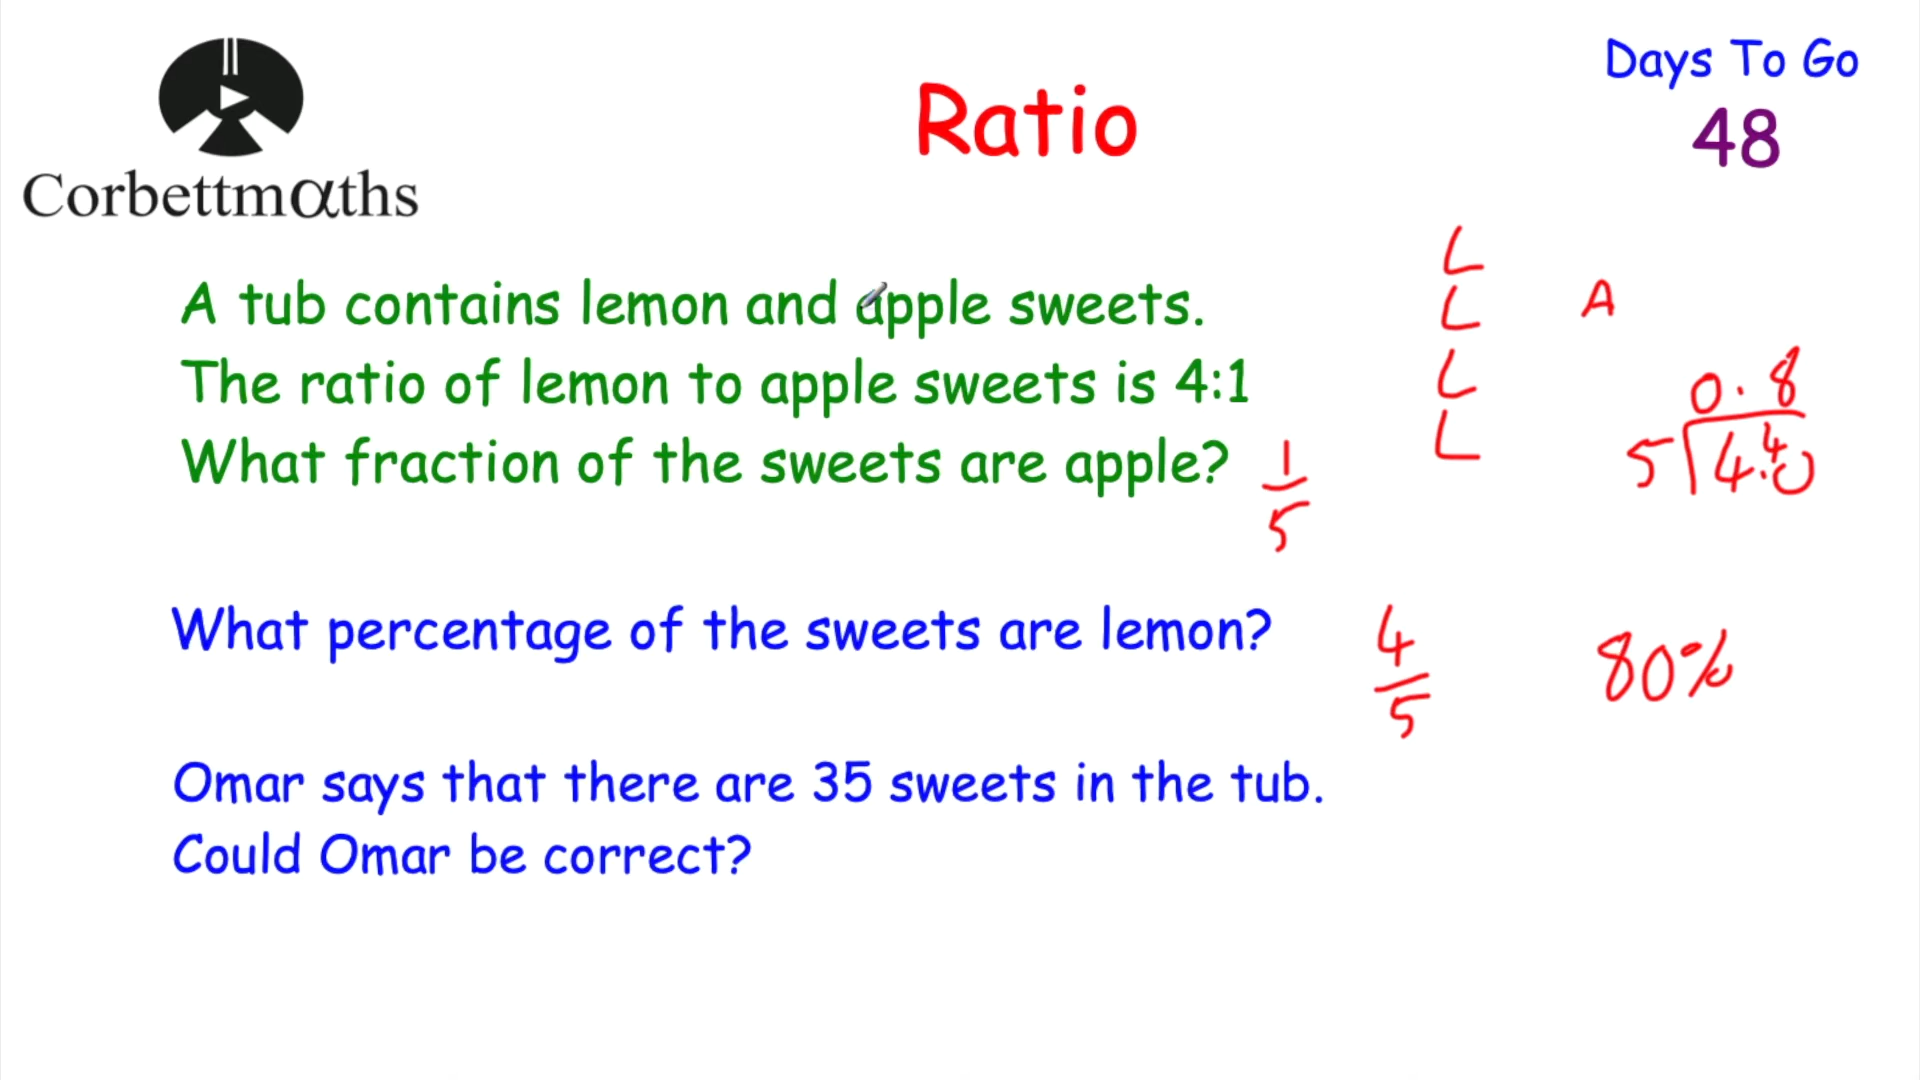 Corbettmαths
Ratio
Days To Go
48
A tub contains lemon and apple sweets.
The ratio of lemon to apple sweets is 4:1
What fraction of the sweets are apple?
1
5
L
L
L
L
A
0.8
5 4.40
What percentage of the sweets are lemon?
4
5
80%
Omar says that there are 35 sweets in the tub.
Could Omar be correct?